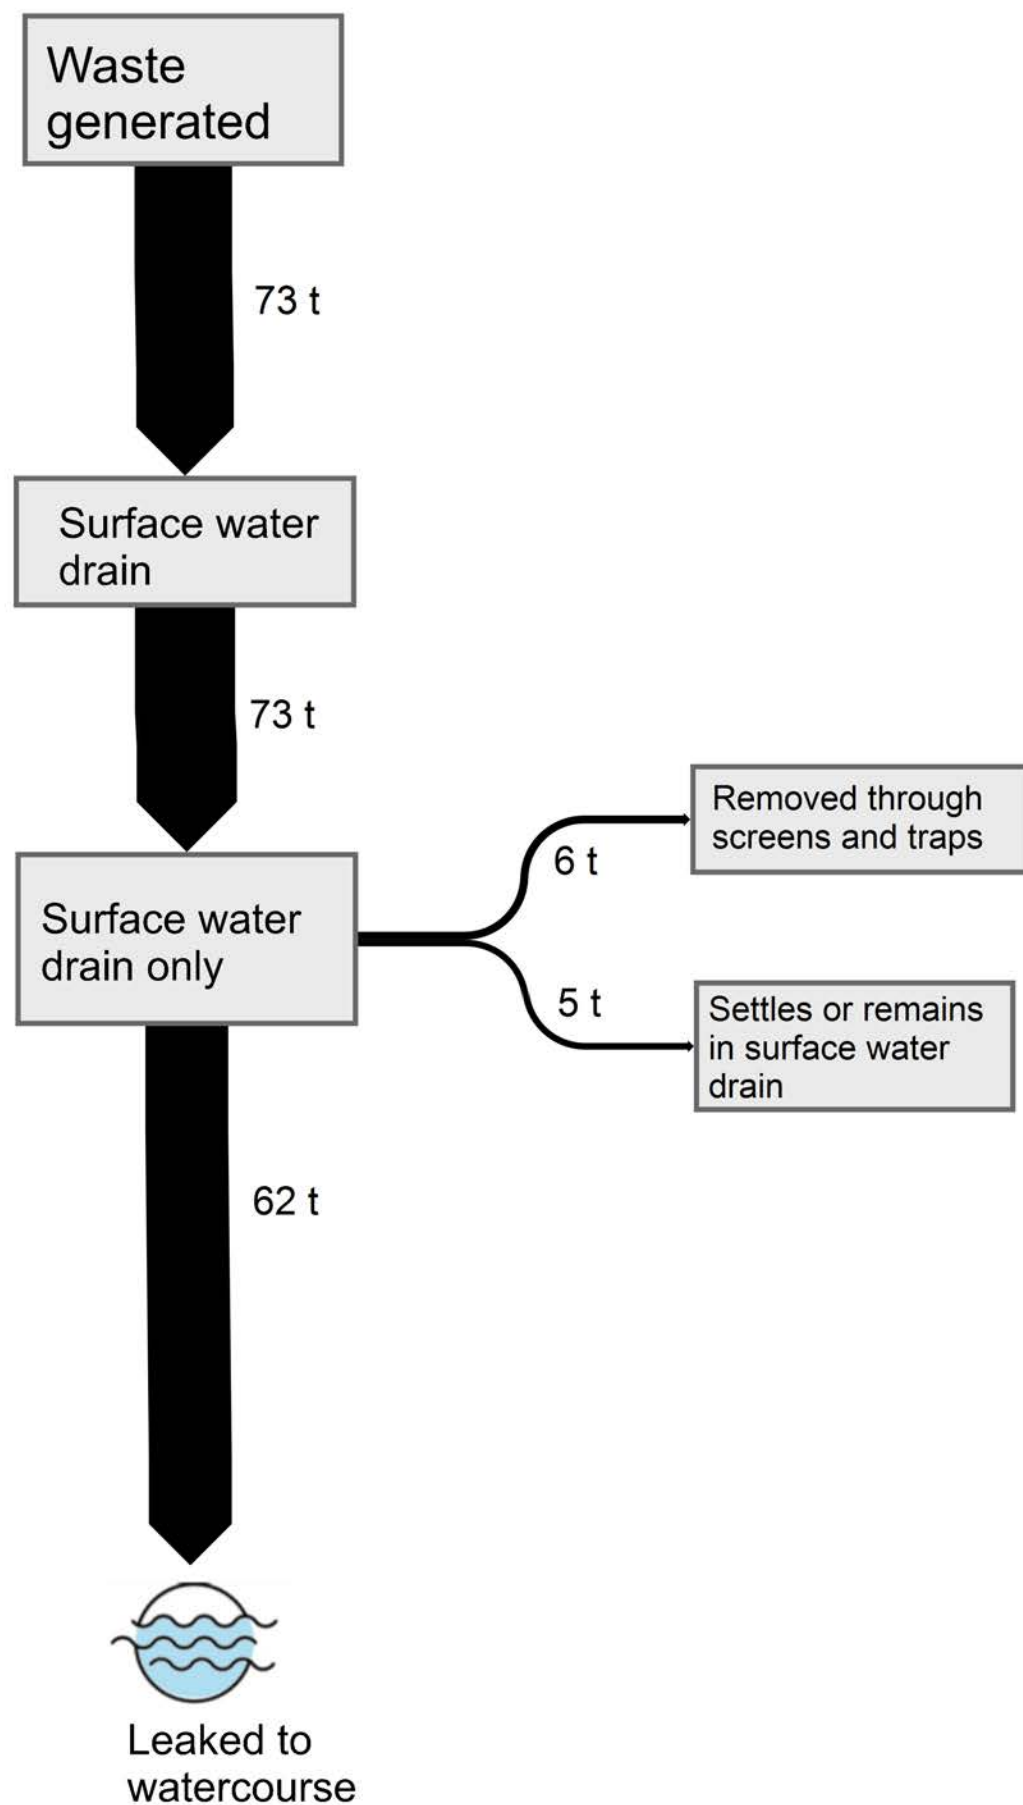 Waste
generated
73 t
Surface water
drain
73 t
Surface water
drain only
6 t
Removed through
screens and traps
5 t
Settles or remains
in surface water
drain
62 t
Leaked to
watercourse